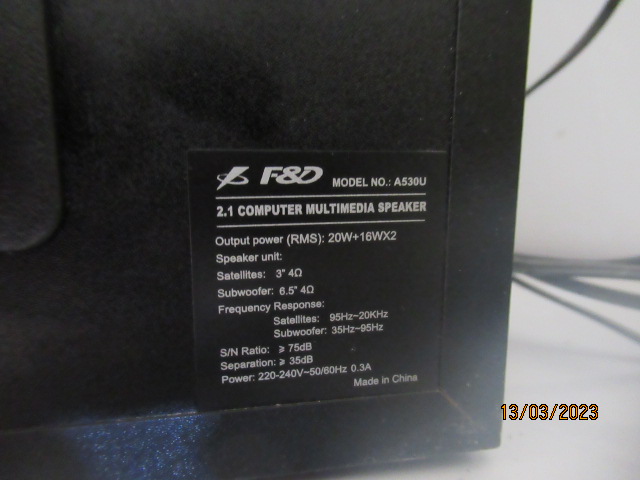 F&D MODEL NO.: A530U
2.1 COMPUTER MULTIMEDIA SPEAKER
Output power (RMS): 20W+16WX2
Speaker unit:
Satellites: 3" 4Ω
Subwoofer: 6.5" 4Ω
Frequency Response:
Satellites: 95Hz~20KHz
Subwoofer: 35Hz~95Hz
S/N Ratio: ≥ 75dB
Separation: ≥ 35dB
Power: 220-240V~50/60Hz 0.3A
Made in China
13/03/2023